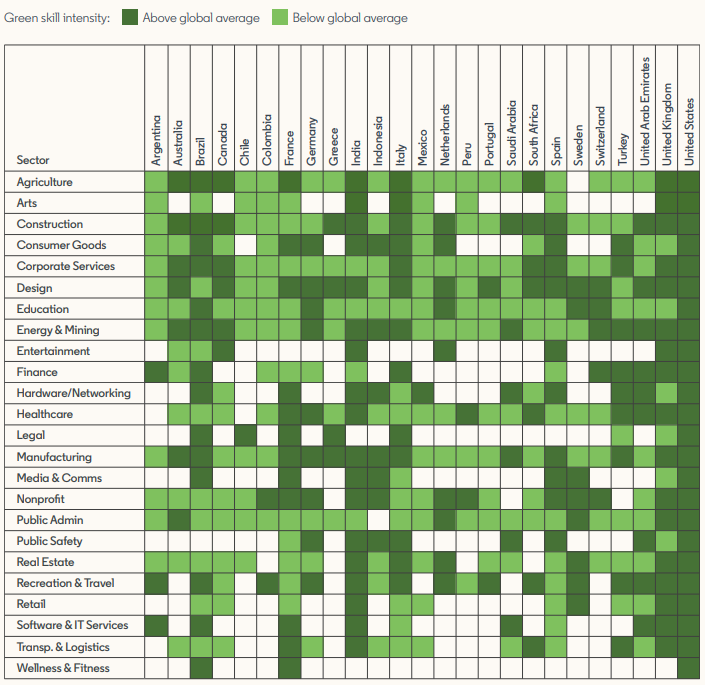 Green skill intensity: Above global average Below global average
Sector Argentina Australia Brazil Canada Chile Colombia France Germany Greece India Indonesia Italy Mexico Netherlands Peru Portugal Saudi Arabia South Africa Spain Sweden Switzerland Turkey United Arab Emirates United Kingdom United States
Agriculture
Arts
Construction
Consumer Goods
Corporate Services
Design
Education
Energy & Mining
Entertainment
Finance
Hardware/Networking
Healthcare
Legal
Manufacturing
Media & Comms
Nonprofit
Public Admin
Public Safety
Real Estate
Recreation & Travel
Retail
Software & IT Services
Transp. & Logistics
Wellness & Fitness